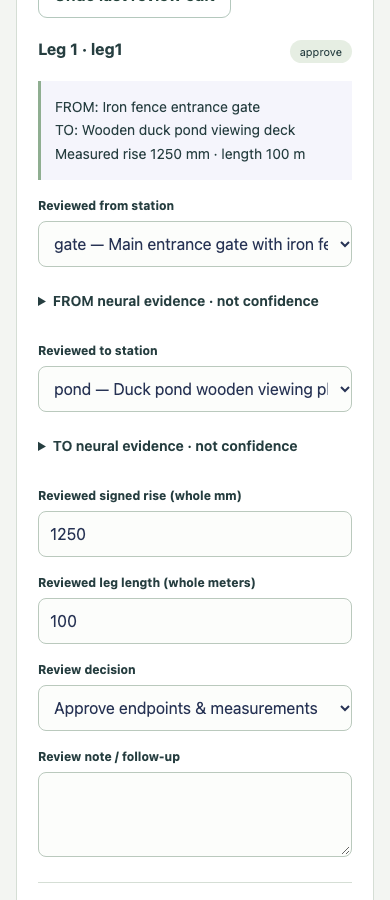 Leg 1 · leg1
approve
FROM: Iron fence entrance gate
TO: Wooden duck pond viewing deck
Measured rise 1250 mm · length 100 m
Reviewed from station
gate — Main entrance gate with iron fe
FROM neural evidence · not confidence
Reviewed to station
pond — Duck pond wooden viewing pl
TO neural evidence · not confidence
Reviewed signed rise (whole mm)
1250
Reviewed leg length (whole meters)
100
Review decision
Approve endpoints & measurements
Review note / follow-up